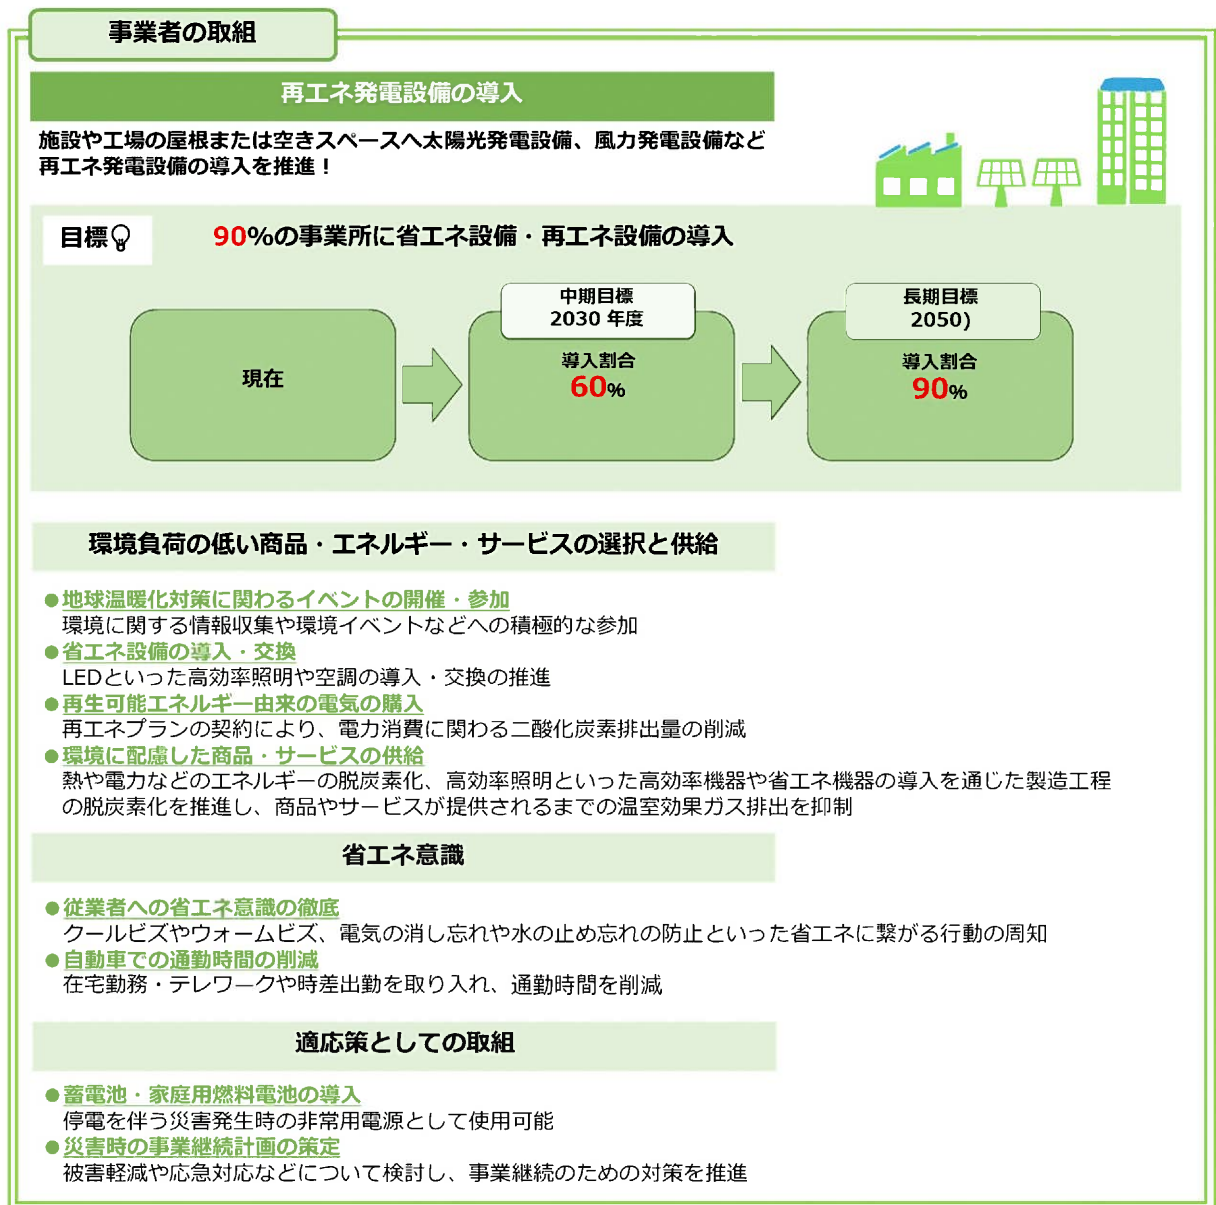 事業者の取組
再エネ発電設備の導入
施設や工場の屋根または空きスペースへ太陽光発電設備、風力発電設備など
再エネ発電設備の導入を推進！
目標
90%の事業所に省エネ設備・再エネ設備の導入
現在
中期目標
2030 年度
導入割合
60%
長期目標
2050)
導入割合
90%
環境負荷の低い商品・エネルギー・サービスの選択と供給
●地球温暖化対策に関わるイベントの開催・参加
環境に関する情報収集や環境イベントなどへの積極的な参加
●省エネ設備の導入・交換
LEDといった高効率照明や空調の導入・交換の推進
●再生可能エネルギー由来の電気の購入
再エネプランの契約により、電力消費に関わる二酸化炭素排出量の削減
●環境に配慮した商品・サービスの供給
熱や電力などのエネルギーの脱炭素化、高効率照明といった高効率機器や省エネ機器の導入を通じた製造工程
の脱炭素化を推進し、商品やサービスが提供されるまでの温室効果ガス排出を抑制
省エネ意識
●従業者への省エネ意識の徹底
クールビズやウォームビズ、電気の消し忘れや水の止め忘れの防止といった省エネに繋がる行動の周知
●自動車での通勤時間の削減
在宅勤務・テレワークや時差出勤を取り入れ、通勤時間を削減
適応策としての取組
●蓄電池・家庭用燃料電池の導入
停電を伴う災害発生時の非常用電源として使用可能
●災害時の事業継続計画の策定
被害軽減や応急対応などについて検討し、事業継続のための対策を推進